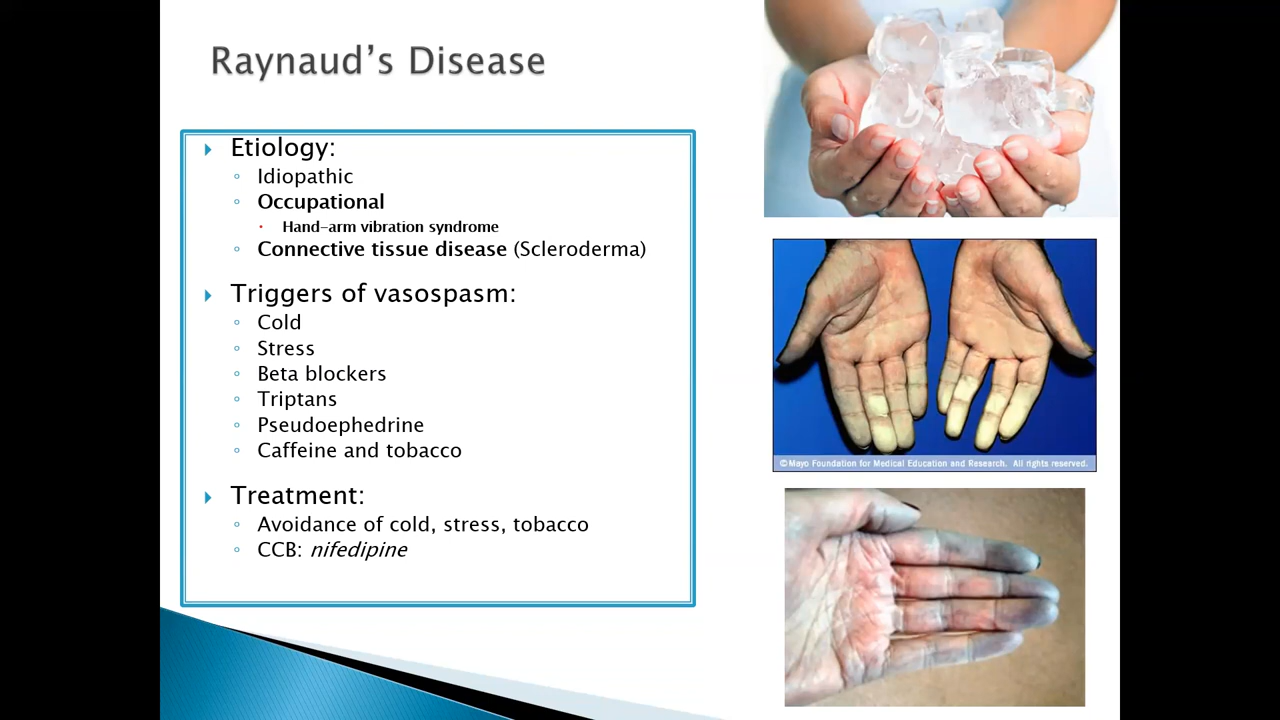 Raynaud's Disease
Etiology:
Idiopathic
Occupational
Hand-arm vibration syndrome
Connective tissue disease (Scleroderma)
Triggers of vasospasm:
Cold
Stress
Beta blockers
Triptans
Pseudoephedrine
Caffeine and tobacco
Treatment:
Avoidance of cold, stress, tobacco
CCB: nifedipine
©Mayo Foundation for Medical Education and Research. All rights reserved.